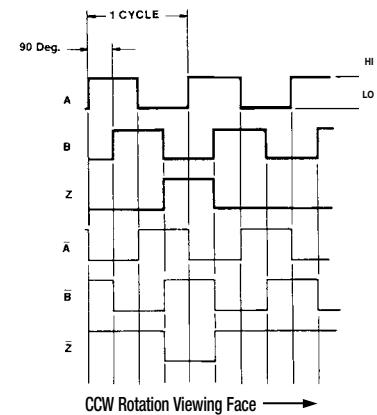 1 CYCLE
90 Deg.
HI
A
LO
B
Z
A̅
B̅
Z̅
CCW Rotation Viewing Face